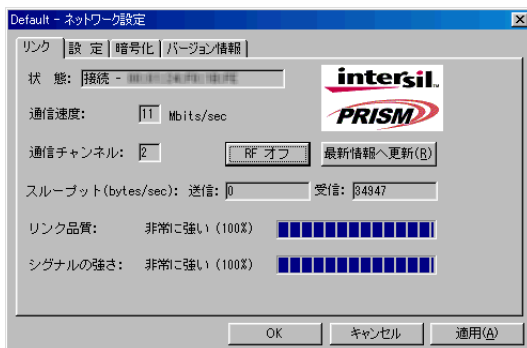 Default - ネットワーク設定
リンク 設 定 暗号化 バージョン情報
状 態: 接続 -
intersil
PRISM
通信速度: 11 Mbits/sec
通信チャンネル: 2 RF オフ 最新情報へ更新(R)
スループット(bytes/sec): 送信: 0 受信: 34947
リンク品質: 非常に強い (100%)
シグナルの強さ: 非常に強い (100%)
OK キャンセル 適用(A)